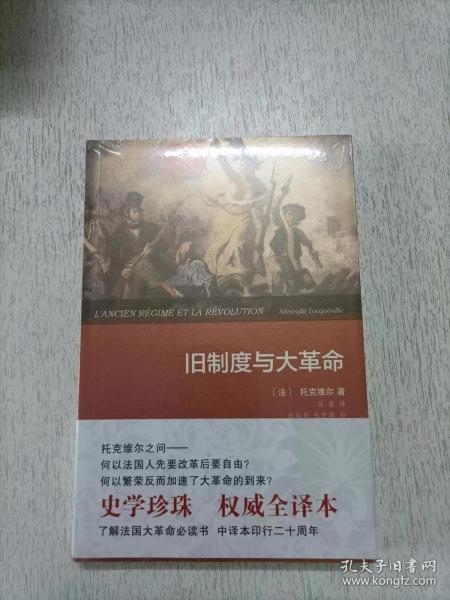 L'ANCIEN RÉGIME ET LA RÉVOLUTION Alexis de Tocqueville
旧制度与大革命
［法］ 托克维尔 著
冯棠 译
托克维尔之问——
何以法国人先要改革后要自由？
何以繁荣反而加速了大革命的到来？
史学珍珠 权威全译本
了解法国大革命必读书 中译本印行二十周年
孔夫子旧书网
www.kongfz.com